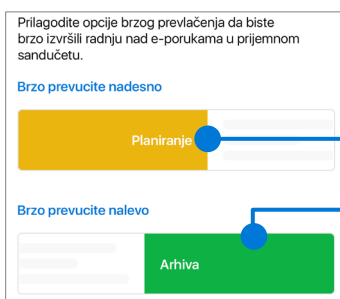 Prilagodite opcije brzog prevlačenja da biste
brzo izvršili radnju nad e-porukama u prijemnom
sandučetu.
Brzo prevucite nadesno
Planiranje
Brzo prevucite nalevo
Arhiva